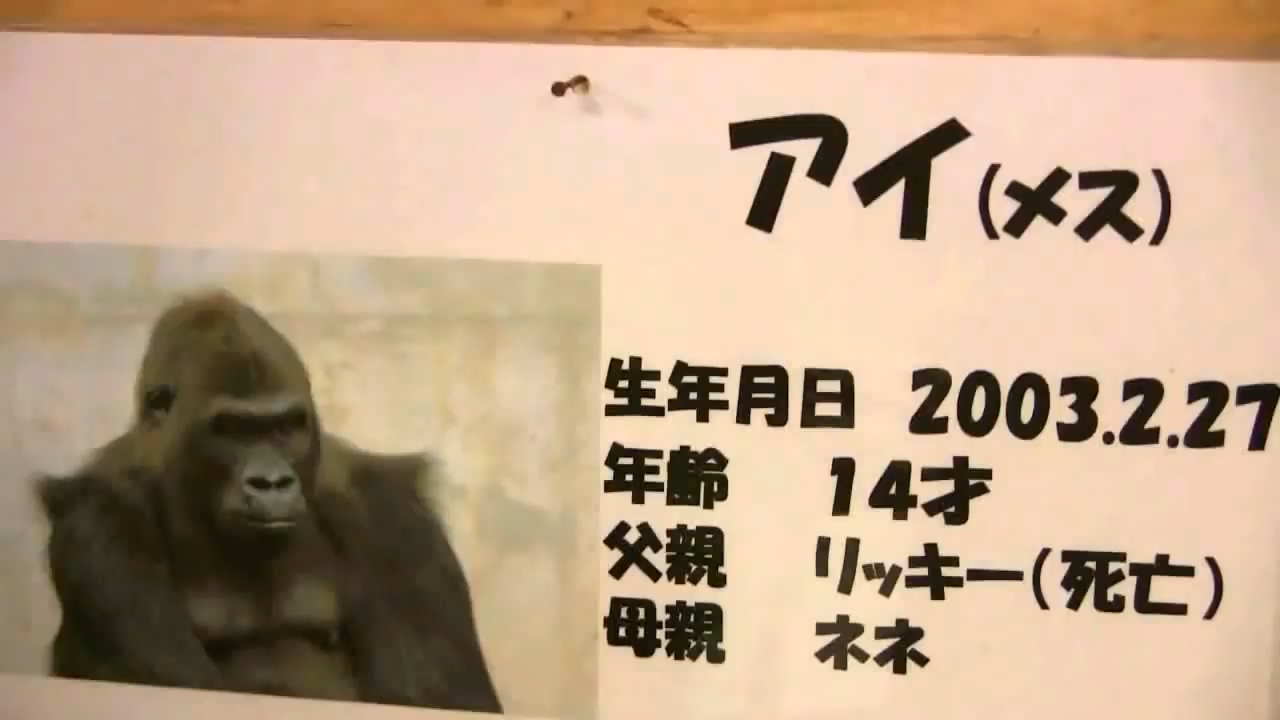 アイ(メス)
生年月日 2003.2.27
年齢 14才
父親 リッキー(死亡)
母親 ネネ